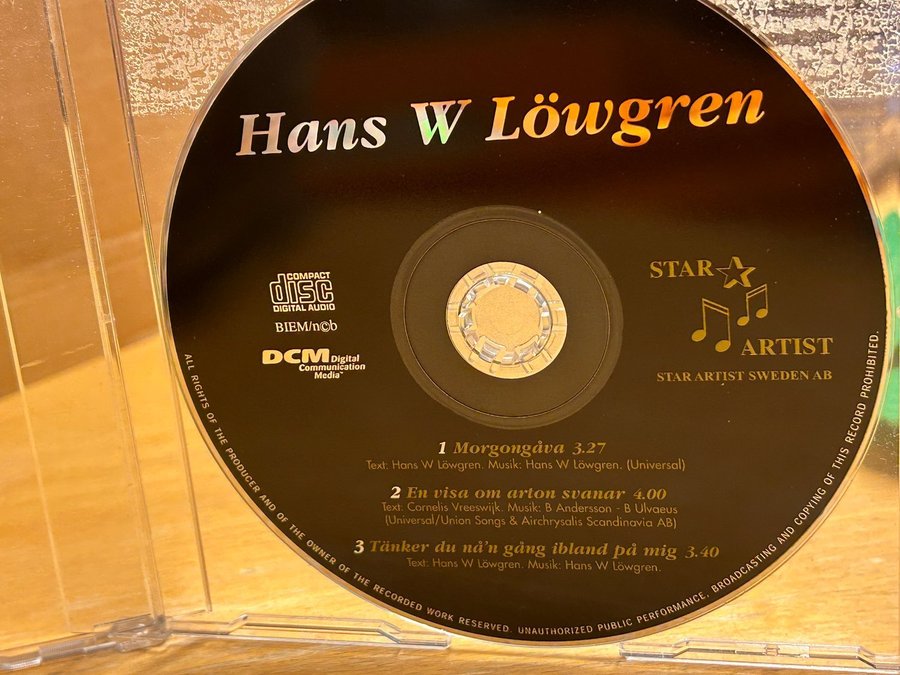 Hans W Löwgren
COMPACT
disc
DIGITAL AUDIO
BIEM/n©b
DCM Digital
Communication
Media™
STAR
ARTIST
STAR ARTIST SWEDEN AB
1 Morgongåva 3.27
Text: Hans W Löwgren. Musik: Hans W Löwgren. (Universal)
2 En visa om arton svanar 4.00
Text: Cornelis Vreeswijk. Musik: B Andersson - B Ulvaeus
(Universal/Union Songs & Airchrysalis Scandinavia AB)
3 Tänker du nå'n gång ibland på mig 3.40
Text: Hans W Löwgren. Musik: Hans W Löwgren.
ALL RIGHTS OF THE PRODUCER AND OF THE OWNER OF THE RECORDED WORK RESERVED. UNAUTHORIZED PUBLIC PERFORMANCE, BROADCASTING AND COPYING OF THIS RECORD PROHIBITED.